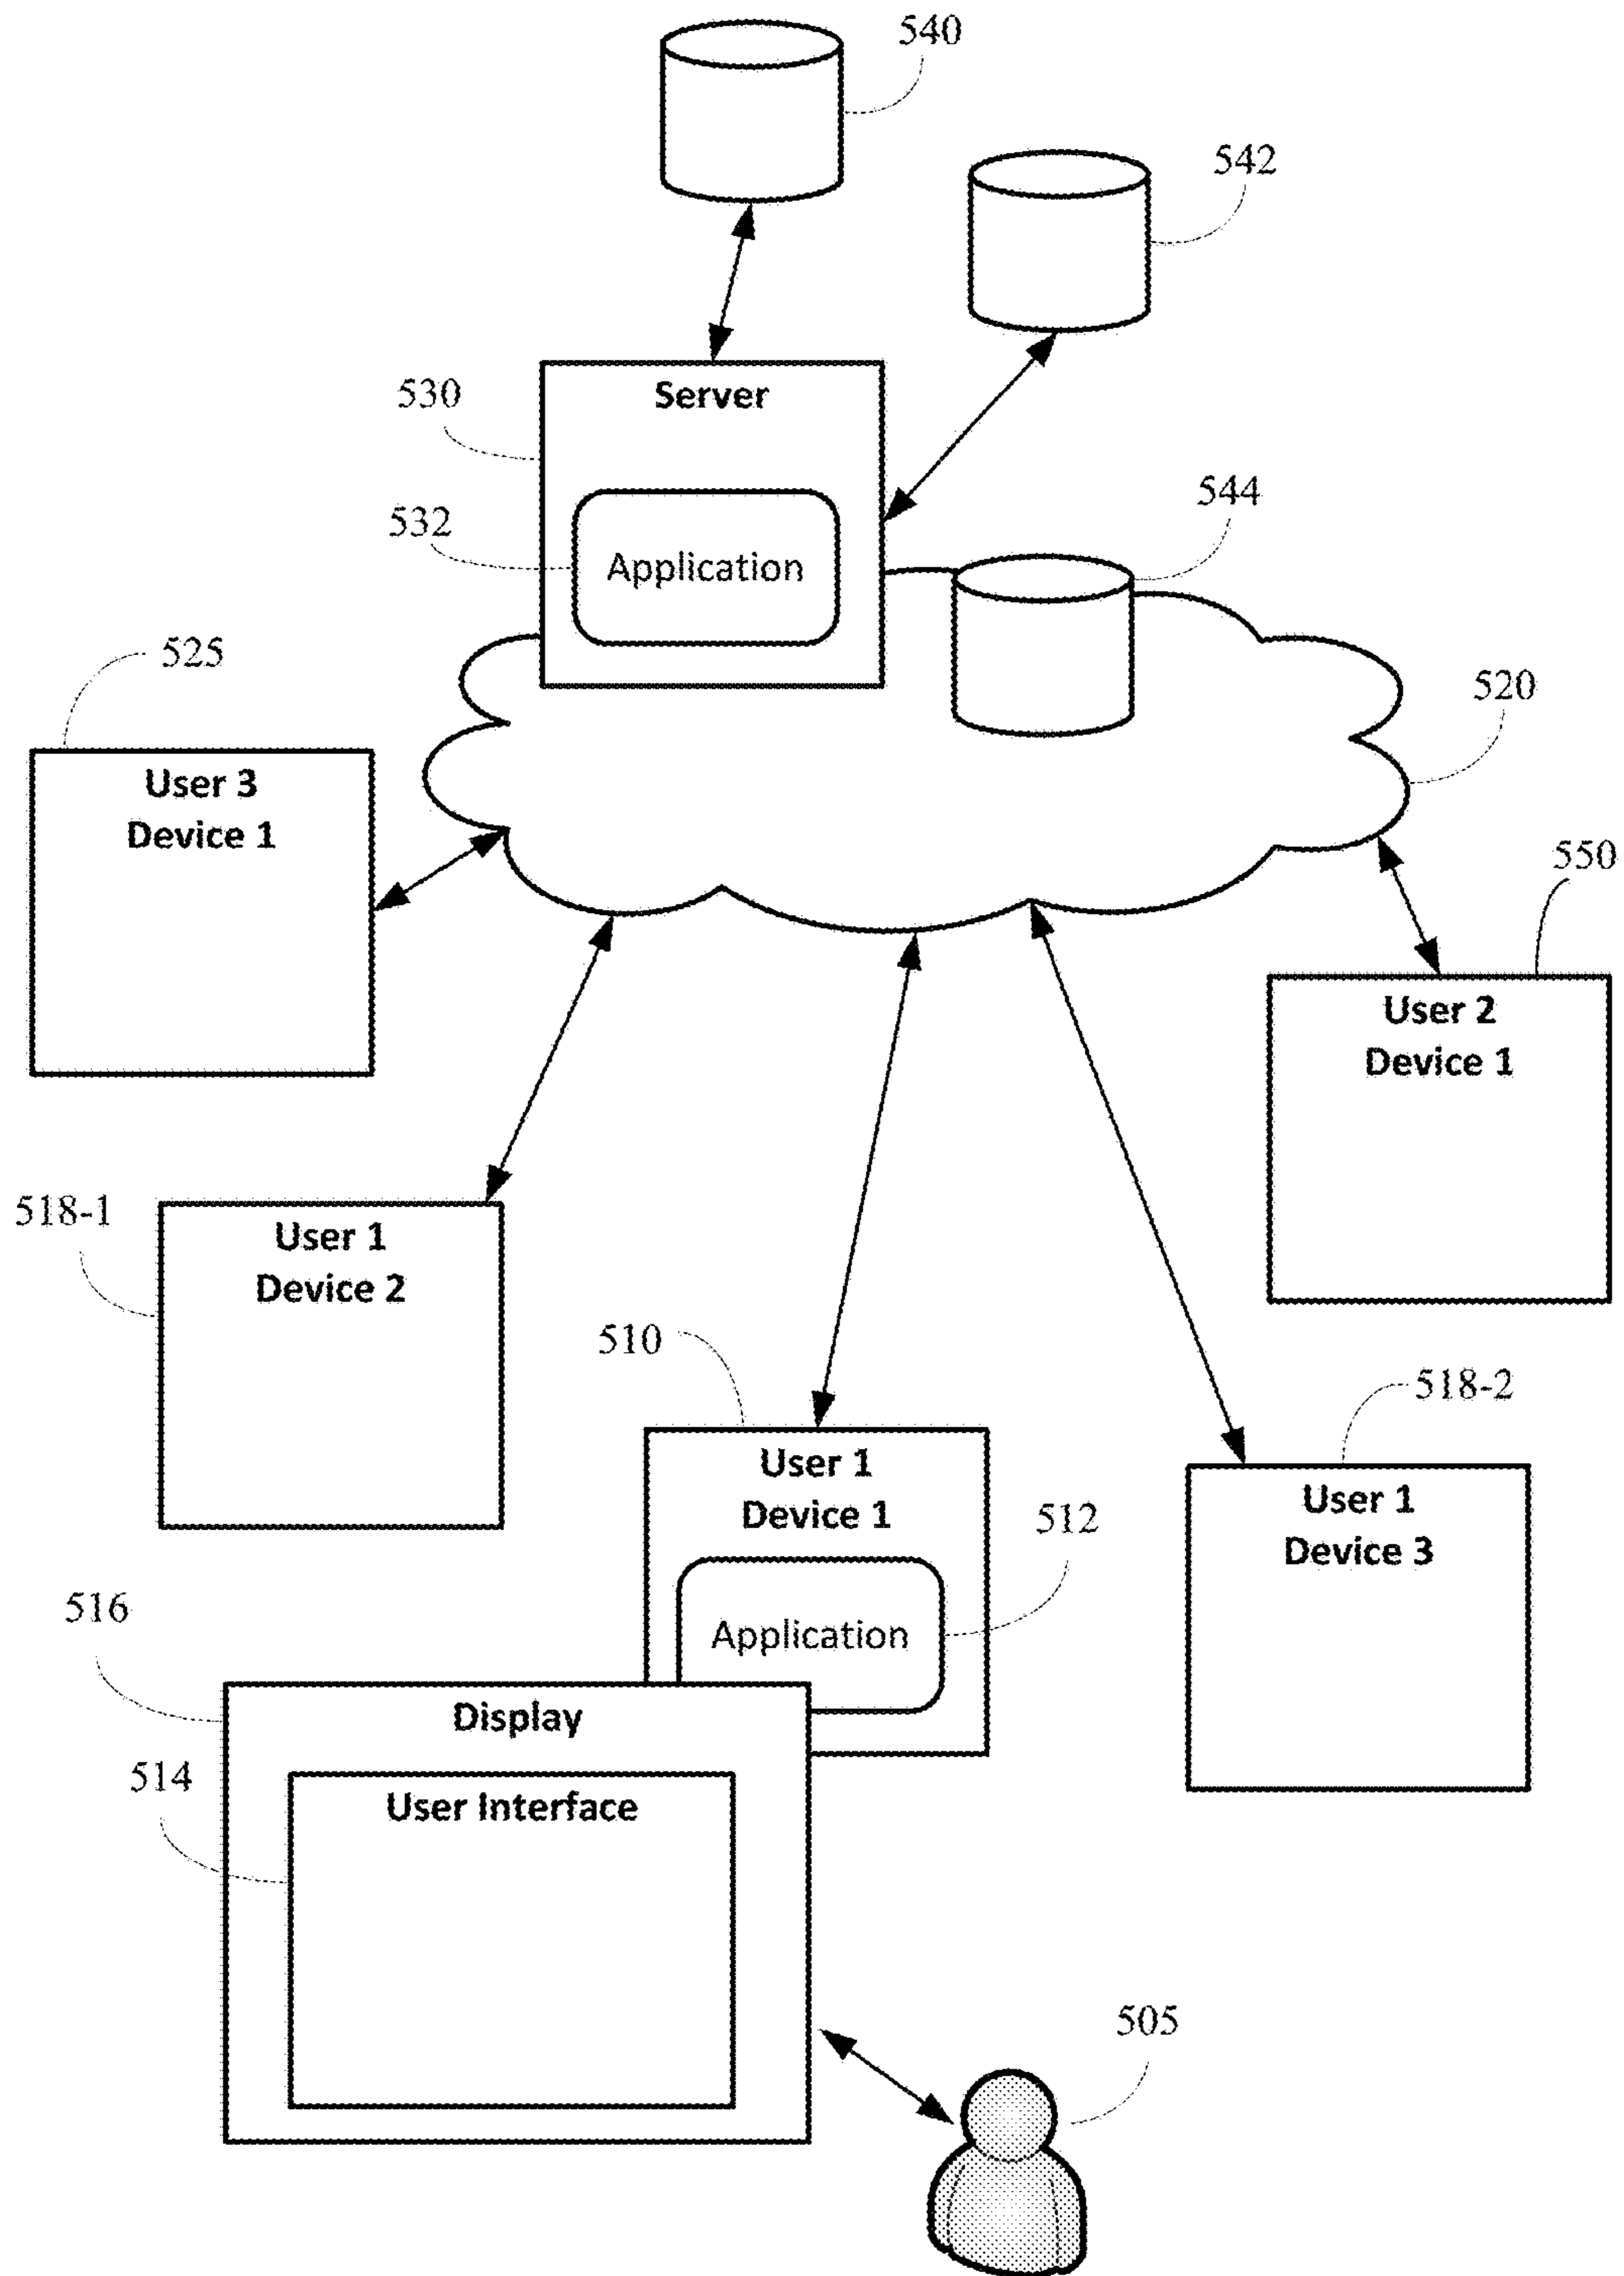 540
542
530
Server
544
532
Application
525
520
User 3
Device 1
550
User 2
Device 1
518-1
User 1
Device 2
510
518-2
User 1
Device 1
User 1
Device 3
512
516
Application
Display
514
User Interface
505